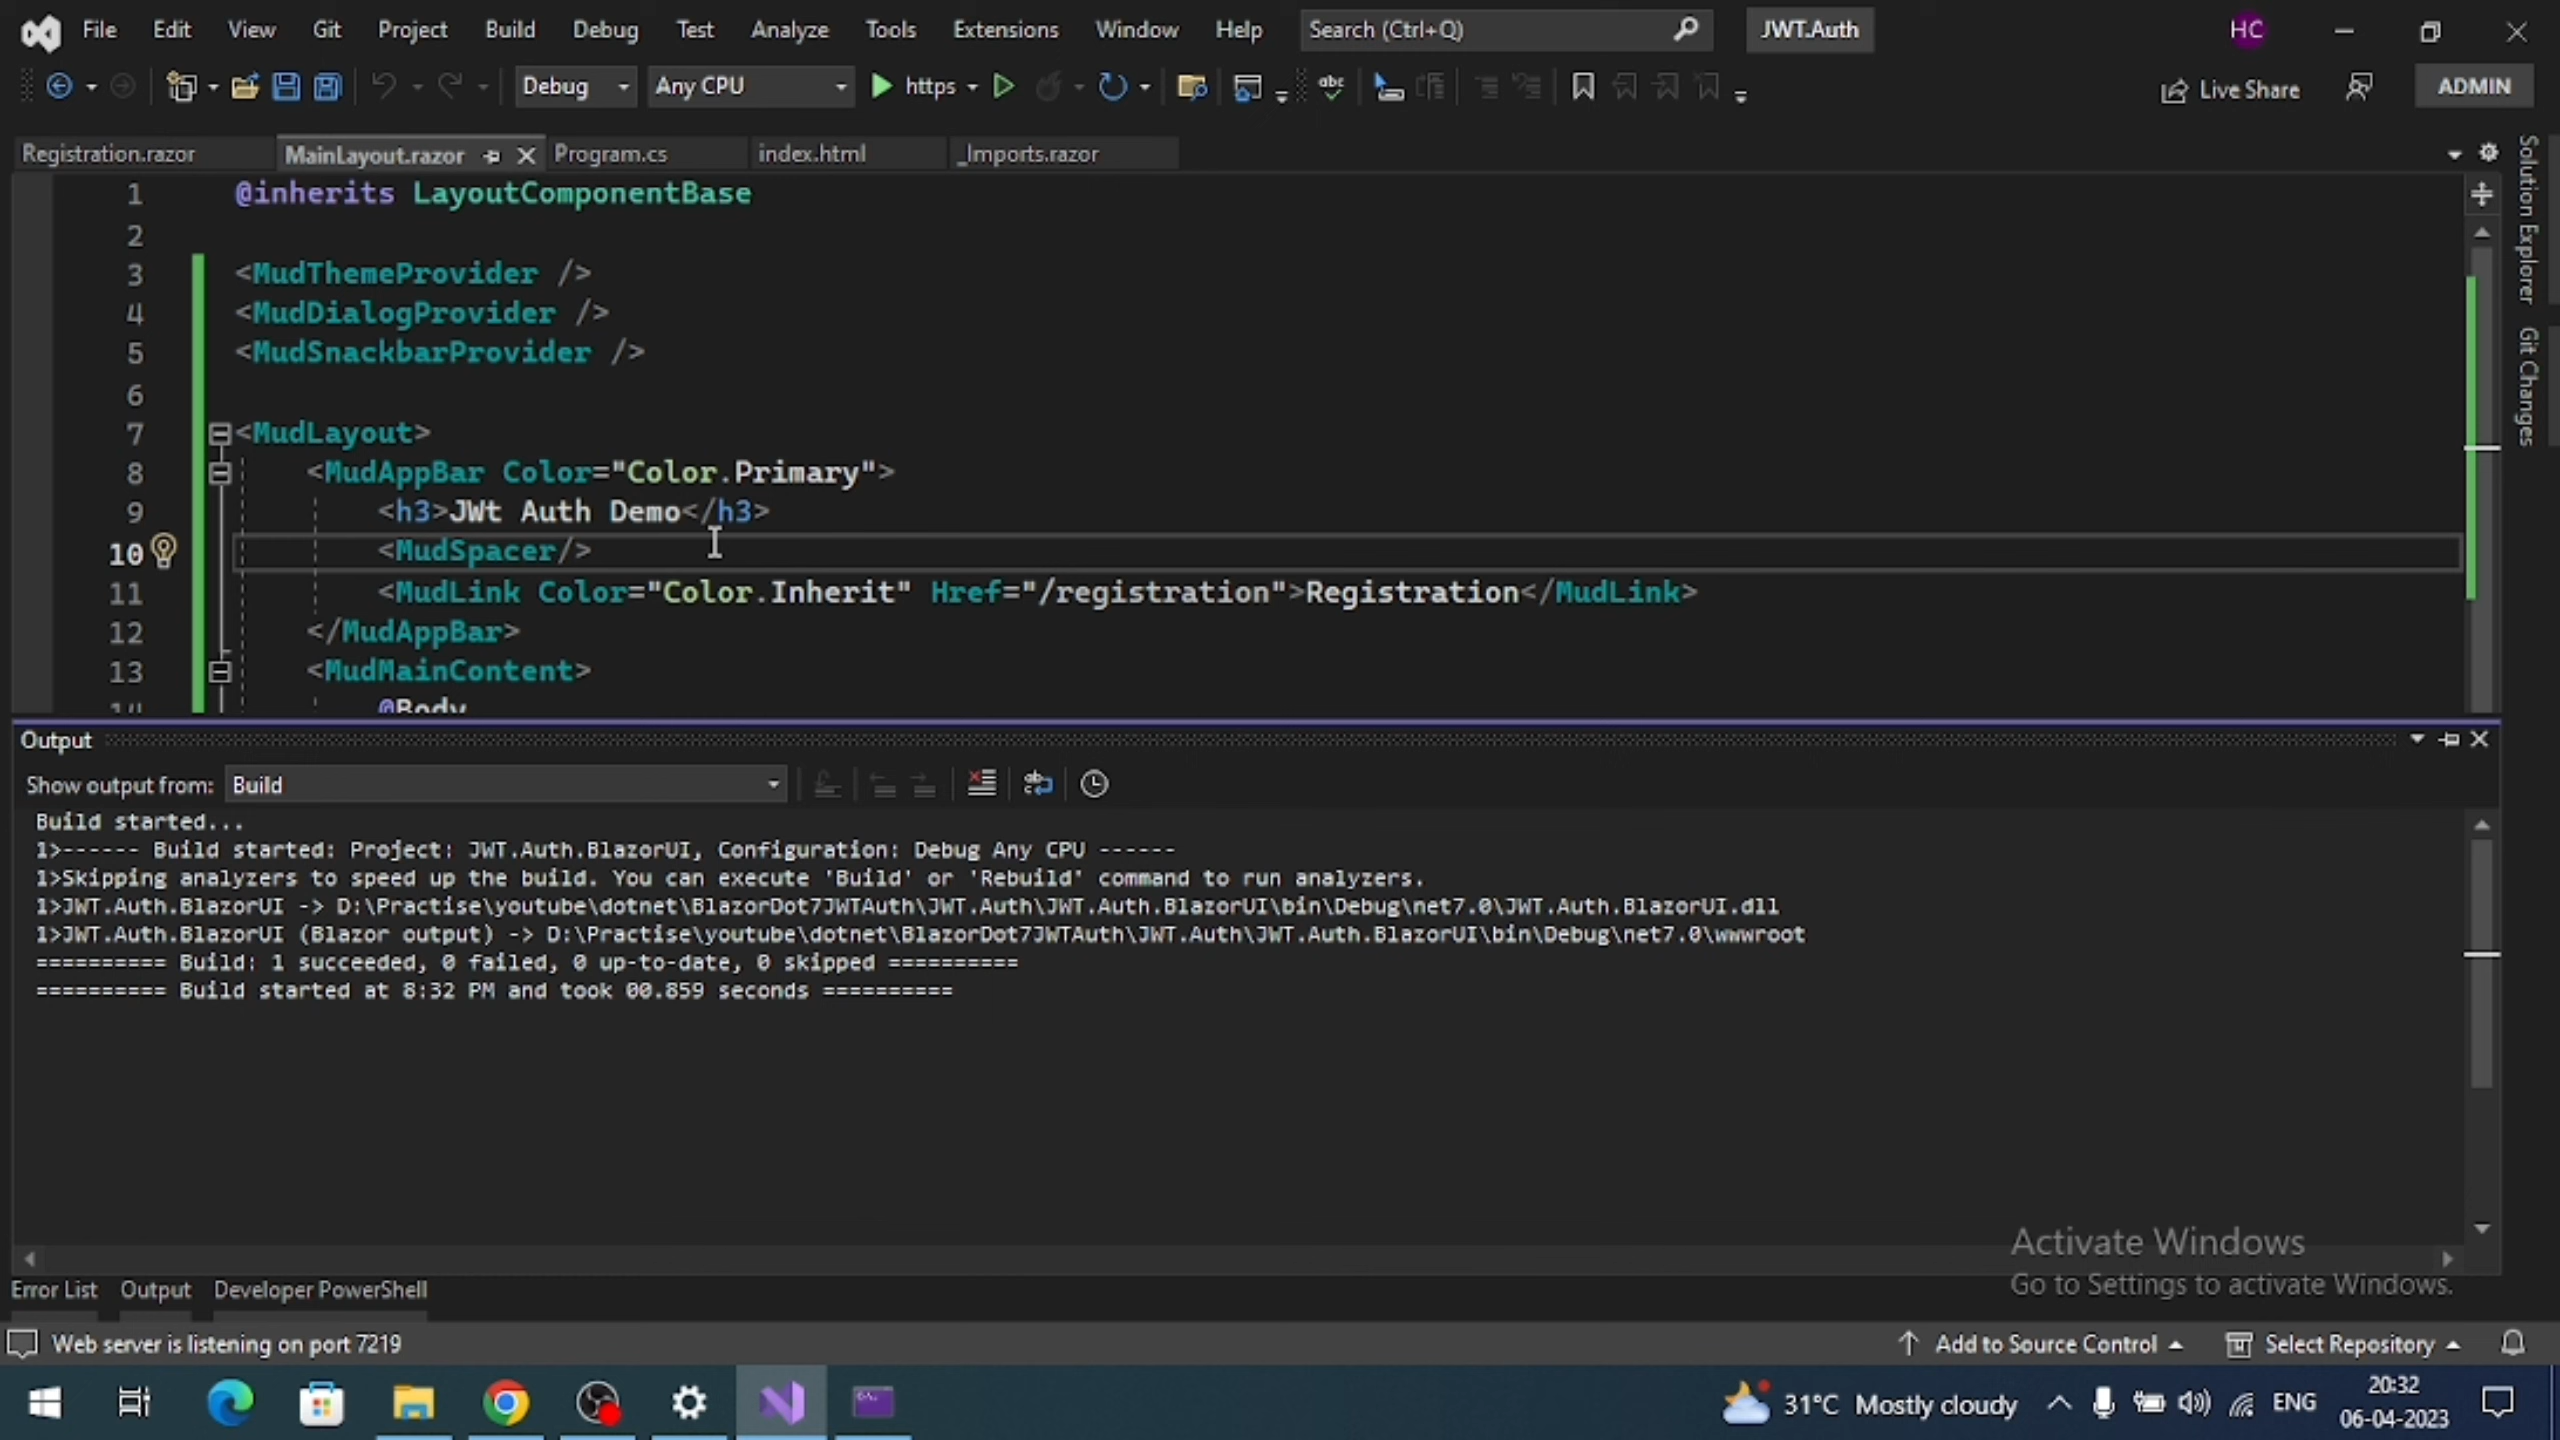 File Edit View Git Project Build Debug Test Analyze Tools Extensions Window Help Search (Ctrl+Q) JWT.Auth HC
Debug Any CPU https Live Share ADMIN
Registration.razor MainLayout.razor Program.cs index.html _Imports.razor
1 @inherits LayoutComponentBase
2
3 <MudThemeProvider />
4 <MudDialogProvider />
5 <MudSnackbarProvider />
6
7 <MudLayout>
8 <MudAppBar Color="Color.Primary">
9 <h3>JWt Auth Demo</h3>
10 <MudSpacer/>
11 <MudLink Color="Color.Inherit" Href="/registration">Registration</MudLink>
12 </MudAppBar>
13 <MudMainContent>
14 @Body
Solution Explorer
Git Changes
Output
Show output from: Build
Build started...
1>------ Build started: Project: JWT.Auth.BlazorUI, Configuration: Debug Any CPU ------
1>Skipping analyzers to speed up the build. You can execute 'Build' or 'Rebuild' command to run analyzers.
1>JWT.Auth.BlazorUI -> D:\Practise\youtube\dotnet\BlazorDot7JWTAuth\JWT.Auth\JWT.Auth.BlazorUI\bin\Debug\net7.0\JWT.Auth.BlazorUI.dll
1>JWT.Auth.BlazorUI (Blazor output) -> D:\Practise\youtube\dotnet\BlazorDot7JWTAuth\JWT.Auth\JWT.Auth.BlazorUI\bin\Debug\net7.0\wwwroot
========== Build: 1 succeeded, 0 failed, 0 up-to-date, 0 skipped ==========
========== Build started at 8:32 PM and took 00.859 seconds ==========
Activate Windows
Go to Settings to activate Windows.
Error List Output Developer PowerShell
Web server is listening on port 7219 Add to Source Control Select Repository
31°C Mostly cloudy ENG 20:32
06-04-2023